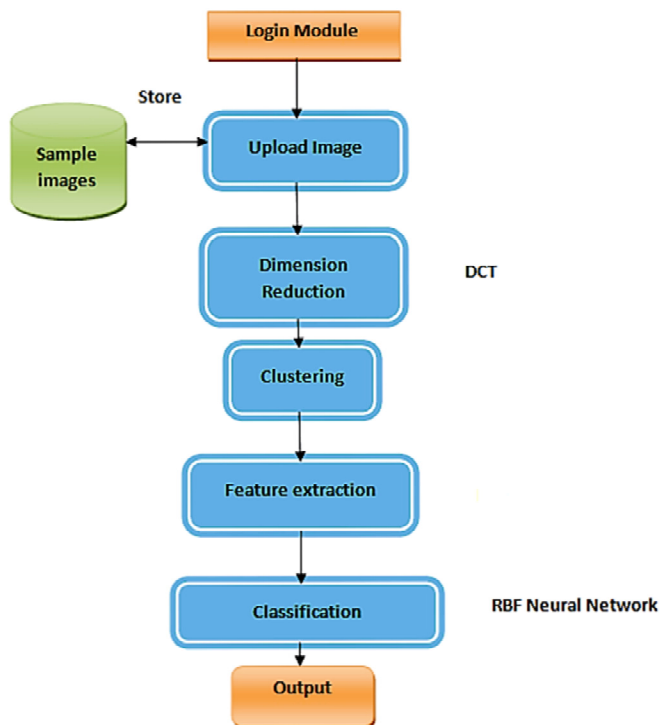 Login Module
Store
Sample
images
Upload Image
Dimension
Reduction
DCT
Clustering
Feature extraction
Classification
RBF Neural Network
Output